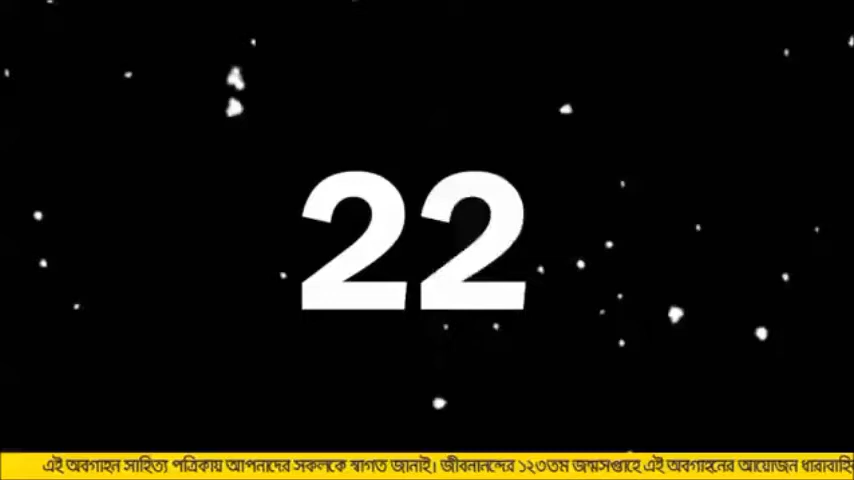 22
এই অবগাহন সাহিত্য পত্রিকায় আপনাদের সকলকে স্বাগত জানাই। জীবনানন্দের ১২৩তম জন্মসপ্তাহে এই অবগাহনের আয়োজন ধারাবাহি